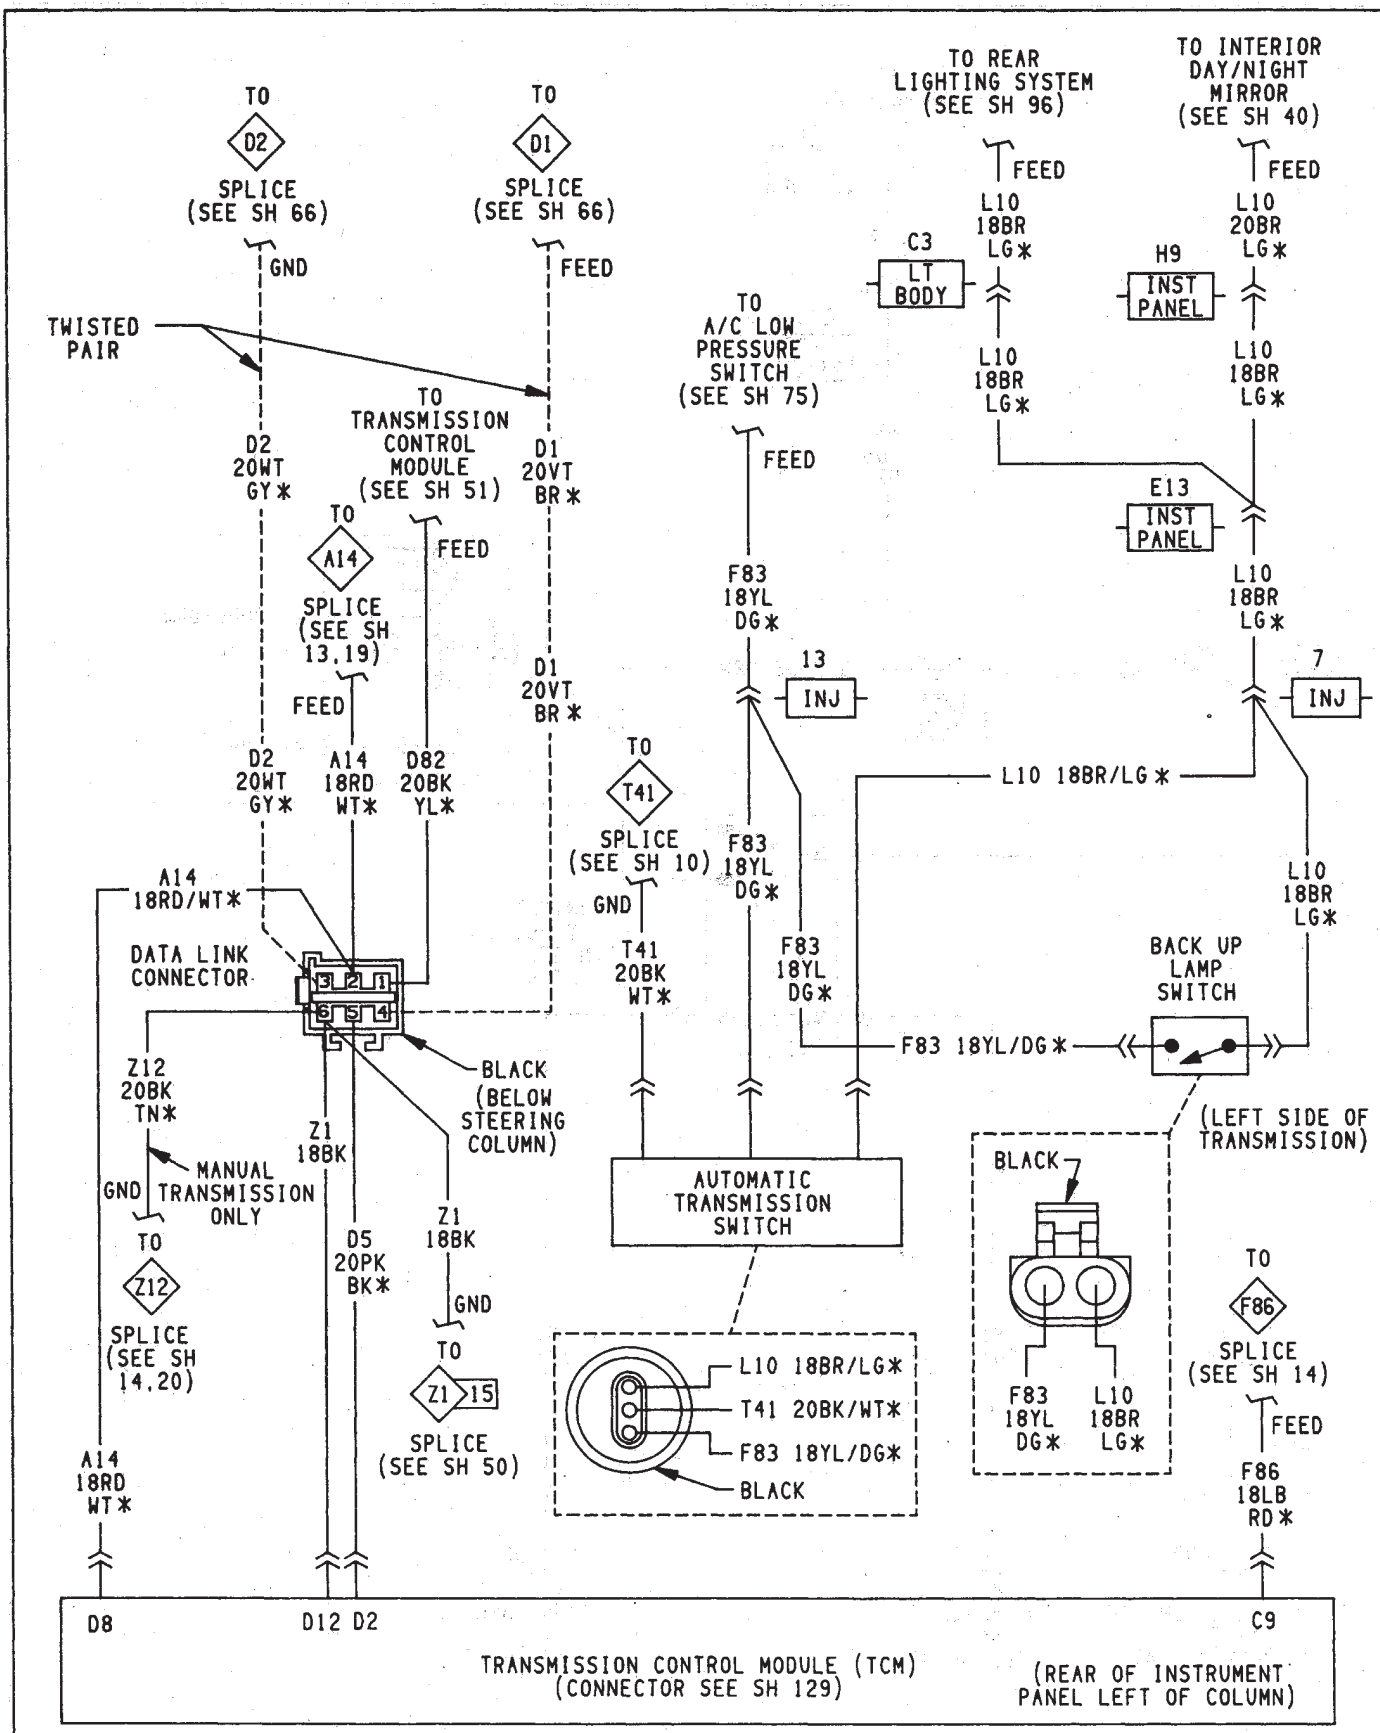 TO
D2
SPLICE
(SEE SH 66)
GND
TO
D1
SPLICE
(SEE SH 66)
FEED
TO REAR
LIGHTING SYSTEM
(SEE SH 96)
FEED
L10
18BR
LG*
TO INTERIOR
DAY/NIGHT
MIRROR
(SEE SH 40)
FEED
L10
20BR
LG*
C3
LT
BODY
H9
INST
PANEL
TWISTED
PAIR
TO
A/C LOW
PRESSURE
SWITCH
(SEE SH 75)
FEED
L10
18BR
LG*
L10
18BR
LG*
TO
TRANSMISSION
CONTROL
MODULE
(SEE SH 51)
FEED
D2
20WT
GY*
D1
20VT
BR*
E13
INST
PANEL
TO
A14
SPLICE
(SEE SH
13,19)
FEED
F83
18YL
DG*
L10
18BR
LG*
D1
20VT
BR*
13
INJ
7
INJ
D2
20WT
GY*
A14
18RD
WT*
D82
20BK
YL*
TO
T41
SPLICE
(SEE SH 10)
GND
L10 18BR/LG*
F83
18YL
DG*
L10
18BR
LG*
A14
18RD/WT*
DATA LINK
CONNECTOR
3 2 1
6 5 4
T41
20BK
WT*
F83
18YL
DG*
BACK UP
LAMP
SWITCH
F83 18YL/DG*
Z12
20BK
TN*
BLACK
(BELOW
STEERING
COLUMN)
Z1
18BK
(LEFT SIDE OF
TRANSMISSION)
MANUAL
TRANSMISSION
ONLY
GND
TO
Z12
SPLICE
(SEE SH
14,20)
D5
20PK
BK*
Z1
18BK
GND
TO
Z1 15
SPLICE
(SEE SH 50)
AUTOMATIC
TRANSMISSION
SWITCH
BLACK
F83
18YL
DG*
L10
18BR
LG*
TO
F86
SPLICE
(SEE SH 14)
FEED
L10 18BR/LG*
T41 20BK/WT*
F83 18YL/DG*
BLACK
A14
18RD
WT*
F86
18LB
RD*
D8
D12 D2
C9
TRANSMISSION CONTROL MODULE (TCM)
(CONNECTOR SEE SH 129)
(REAR OF INSTRUMENT
PANEL LEFT OF COLUMN)